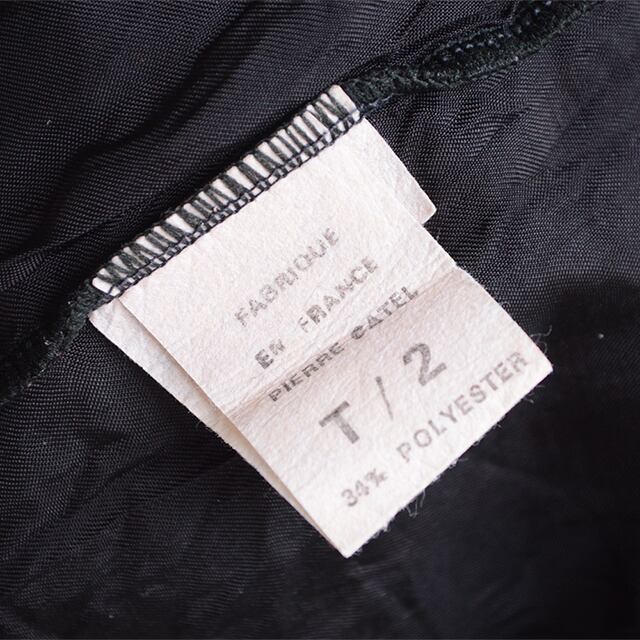 FABRIQUE
EN FRANCE
PIERRE CATEL
T/2
34% POLYESTER